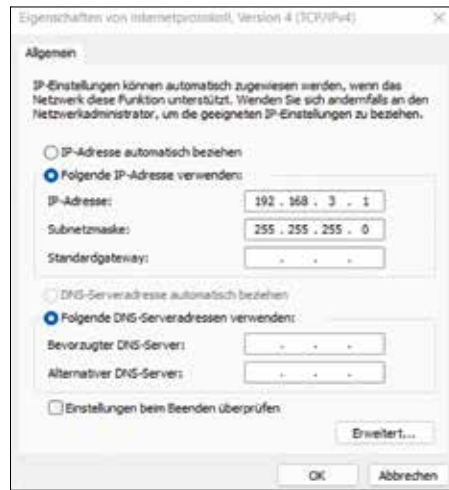 Eigenschaften von Internetprotokoll, Version 4 (TCP/IPv4)
Allgemein
IP-Einstellungen können automatisch zugewiesen werden, wenn das
Netzwerk diese Funktion unterstützt. Wenden Sie sich andernfalls an den
Netzwerkadministrator, um die geeigneten IP-Einstellungen zu beziehen.
IP-Adresse automatisch beziehen
Folgende IP-Adresse verwenden:
IP-Adresse: 192 . 168 . 3 . 1
Subnetzmaske: 255 . 255 . 255 . 0
Standardgateway: . . .
DNS-Serveradresse automatisch beziehen
Folgende DNS-Serveradressen verwenden:
Bevorzugter DNS-Server: . . .
Alternativer DNS-Server: . . .
Einstellungen beim Beenden überprüfen
Erweitert...
OK Abbrechen